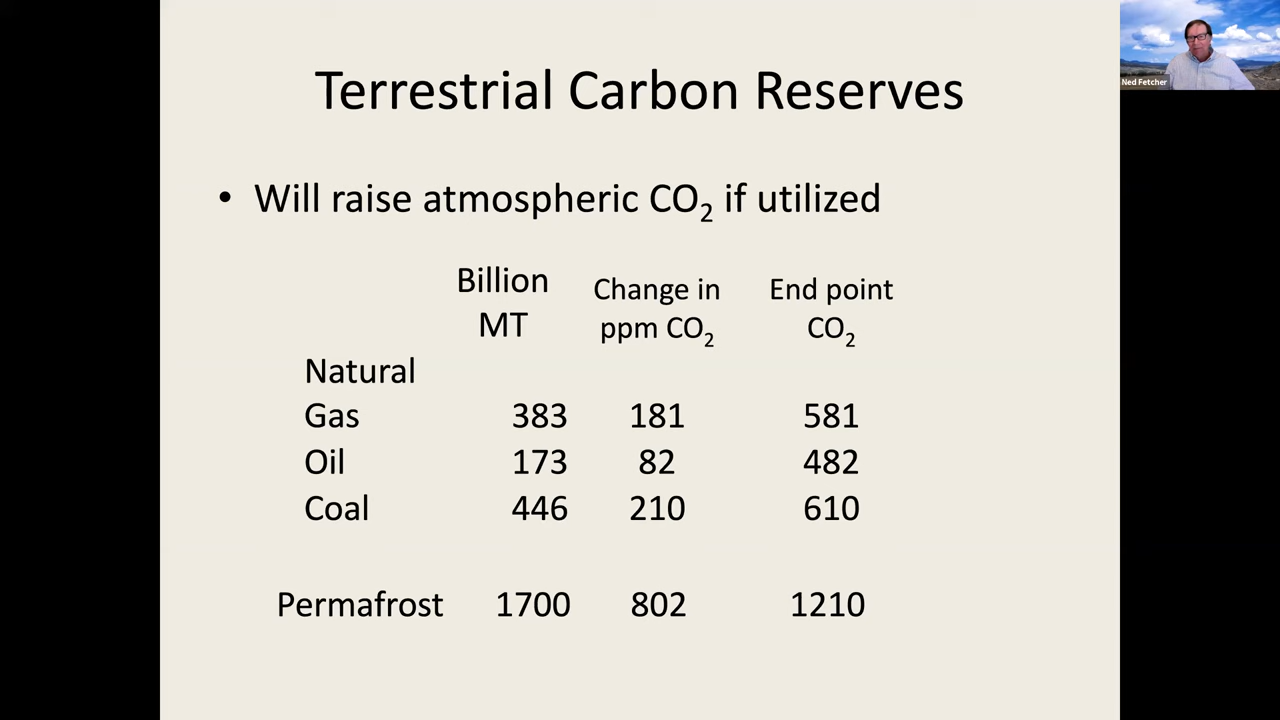 Terrestrial Carbon Reserves
• Will raise atmospheric CO₂ if utilized
Billion MT Change in ppm CO₂ End point CO₂
Natural
Gas 383 181 581
Oil 173 82 482
Coal 446 210 610
Permafrost 1700 802 1210
Ned Fetcher